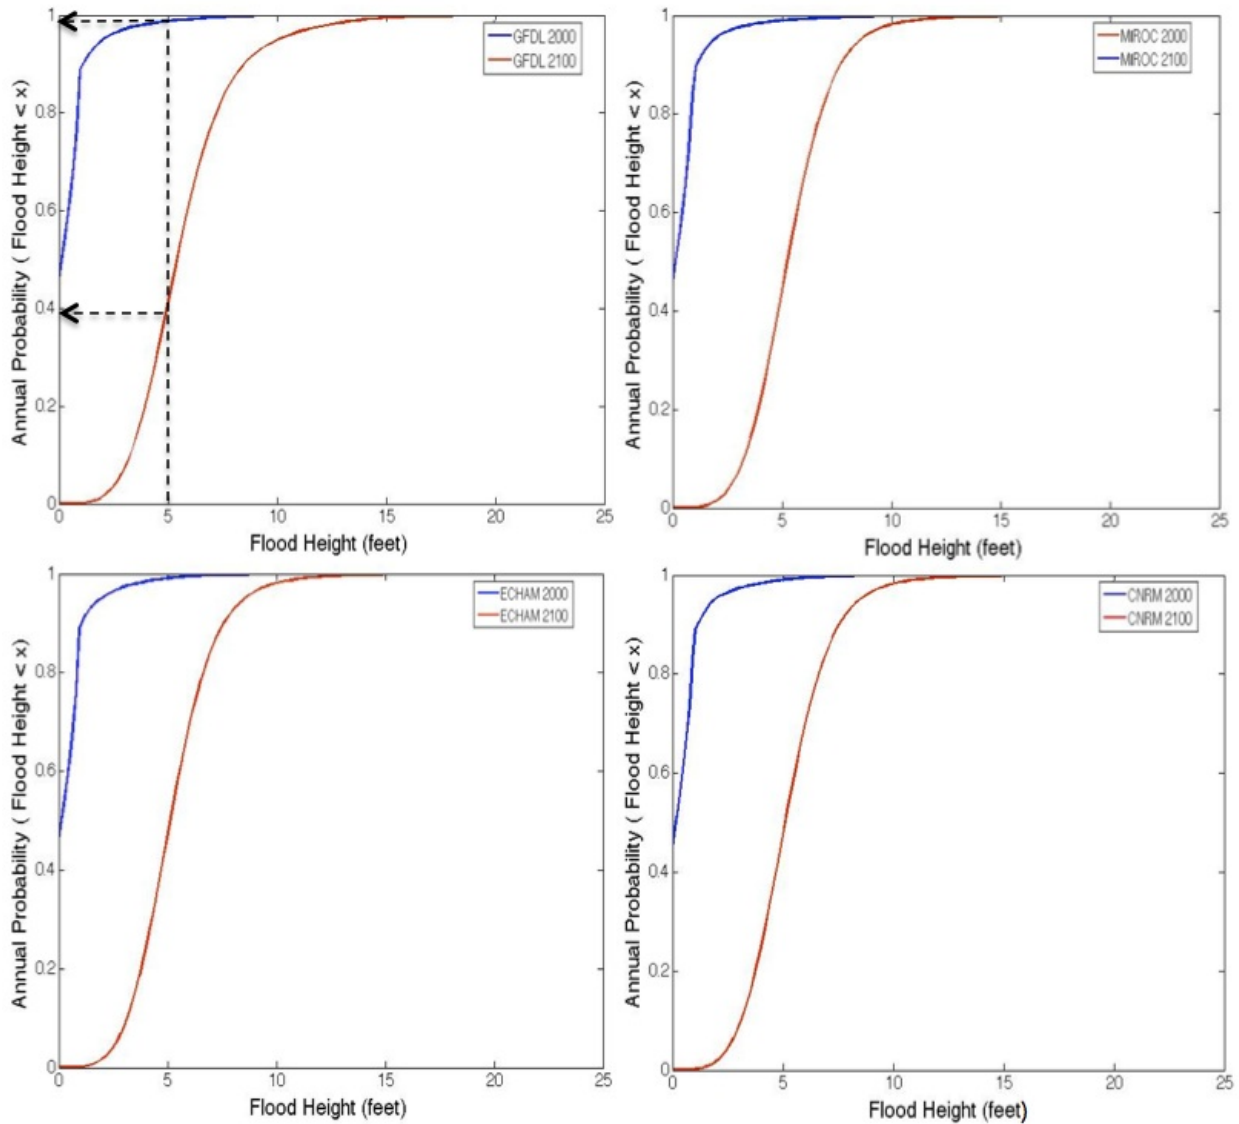 Annual Probability ( Flood Height < x)
1
0.8
0.6
0.4
0.2
0
0 5 10 15 20 25
Flood Height (feet)
GFDL 2000
GFDL 2100
Annual Probability ( Flood Height < x)
1
0.8
0.6
0.4
0.2
0
0 5 10 15 20 25
Flood Height (feet)
MIROC 2000
MIROC 2100
Annual Probability ( Flood Height < x)
1
0.8
0.6
0.4
0.2
0
0 5 10 15 20 25
Flood Height (feet)
ECHAM 2000
ECHAM 2100
Annual Probability ( Flood Height < x)
1
0.8
0.6
0.4
0.2
0
0 5 10 15 20 25
Flood Height (feet)
CNRM 2000
CNRM 2100